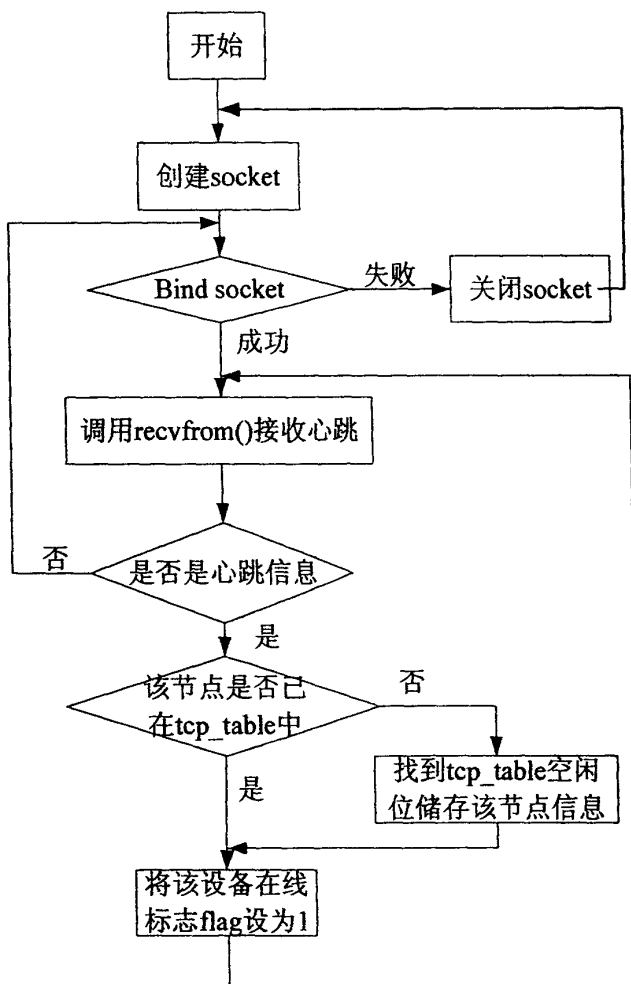 开始
创建socket
Bind socket
失败
关闭socket
成功
调用recvfrom()接收心跳
否
是否是心跳信息
是
该节点是否已
在tcp_table中
否
是
找到tcp_table空闲
位储存该节点信息
将该设备在线
标志flag设为1